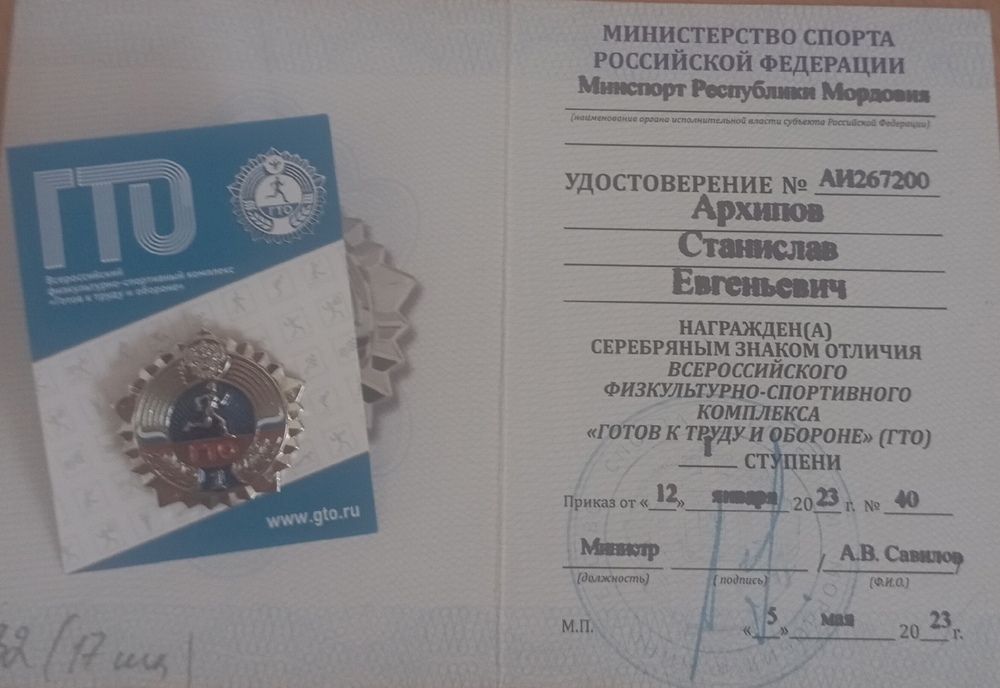 ГТО
Всероссийский
физкультурно-спортивный комплекс
«Готов к труду и обороне»
ГТО
ГТО
www.gto.ru
32 (17 шц)
МИНИСТЕРСТВО СПОРТА
РОССИЙСКОЙ ФЕДЕРАЦИИ
Минспорт Республики Мордовия
(наименование органа исполнительной власти субъекта Российской Федерации)
УДОСТОВЕРЕНИЕ № АИ267200
Архипов
Станислав
Евгеньевич
НАГРАЖДЕН(А)
СЕРЕБРЯНЫМ ЗНАКОМ ОТЛИЧИЯ
ВСЕРОССИЙСКОГО
ФИЗКУЛЬТУРНО-СПОРТИВНОГО
КОМПЛЕКСА
«ГОТОВ К ТРУДУ И ОБОРОНЕ» (ГТО)
I СТУПЕНИ
Приказ от «12» января 2023 г. № 40
Министр / А.В. Савилов/
(должность) (подпись) (Ф.И.О.)
М.П. «5» мая 2023 г.